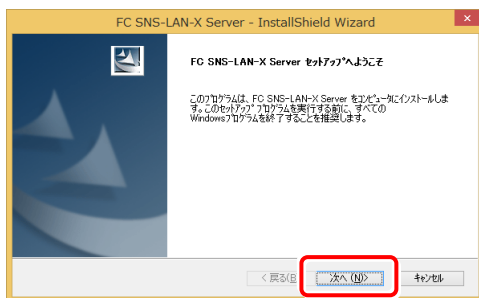 FC SNS-LAN-X Server - InstallShield Wizard
FC SNS-LAN-X Server ｾｯﾄｱｯﾌﾟへようこそ
このﾌﾟﾛｸﾞﾗﾑは、FC SNS-LAN-X Server をｺﾝﾋﾟｭｰﾀにｲﾝｽﾄｰﾙしま
す。このｾｯﾄｱｯﾌﾟ ﾌﾟﾛｸﾞﾗﾑを実行する前に、すべての
Windowsﾌﾟﾛｸﾞﾗﾑを終了することを推奨します。
< 戻る(B
次へ (N)>
ｷｬﾝｾﾙ